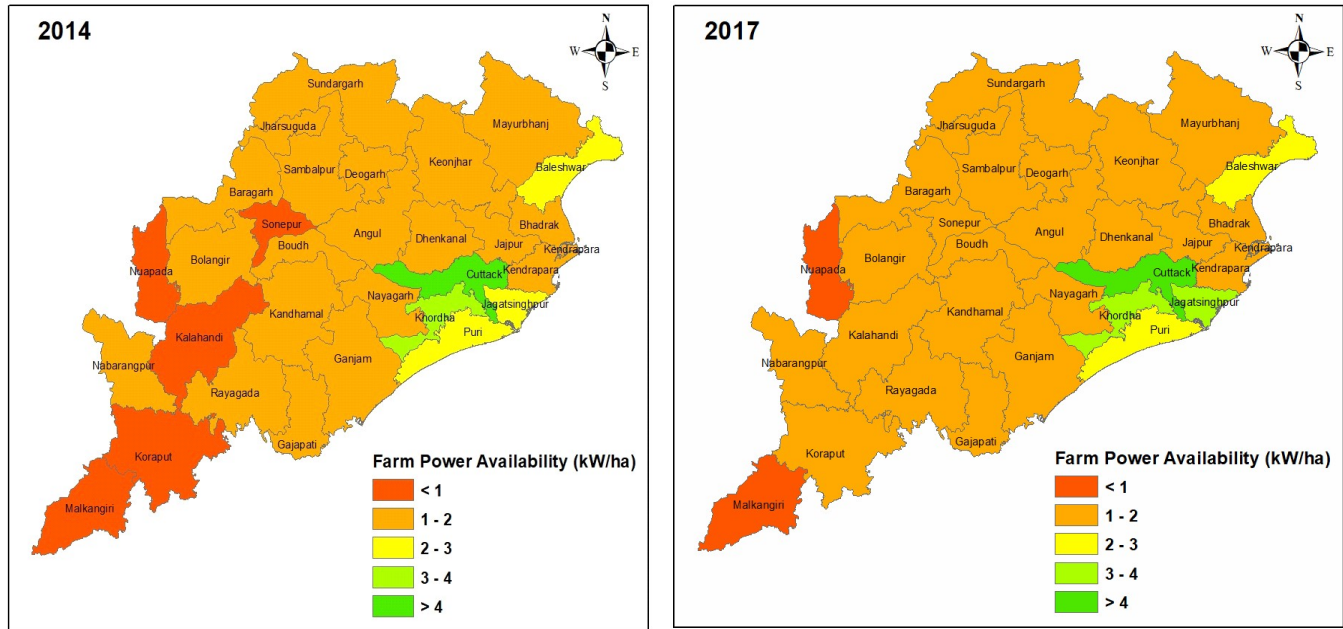 2014
N
W E
S
Sundargarh
Mayurbhanj
Jharsuguda
Keonjhar
Sambalpur
Baleshwar
Deogarh
Baragarh
Sonepur
Bhadrak
Angul
Dhenkanal
Jajpur
Boudh
Kendrapara
Bolangir
Nuapada
Cuttack
Kendrapara
Nayagarh
Jagatsinghpur
Kandhamal
Khordha
Kalahandi
Puri
Nabarangpur
Ganjam
Rayagada
Gajapati
Koraput
Malkangiri
Farm Power Availability (kW/ha)
< 1
1 - 2
2 - 3
3 - 4
> 4
2017
N
W E
S
Sundargarh
Mayurbhanj
Jharsuguda
Keonjhar
Baleshwar
Sambalpur
Deogarh
Baragarh
Sonepur
Bhadrak
Angul
Dhenkanal
Jajpur
Boudh
Kendrapara
Bolangir
Nuapada
Cuttack
Kendrapara
Nayagarh
Jagatsinghpur
Kandhamal
Khordha
Puri
Kalahandi
Nabarangpur
Ganjam
Rayagada
Gajapati
Koraput
Malkangiri
Farm Power Availability (kW/ha)
< 1
1 - 2
2 - 3
3 - 4
> 4